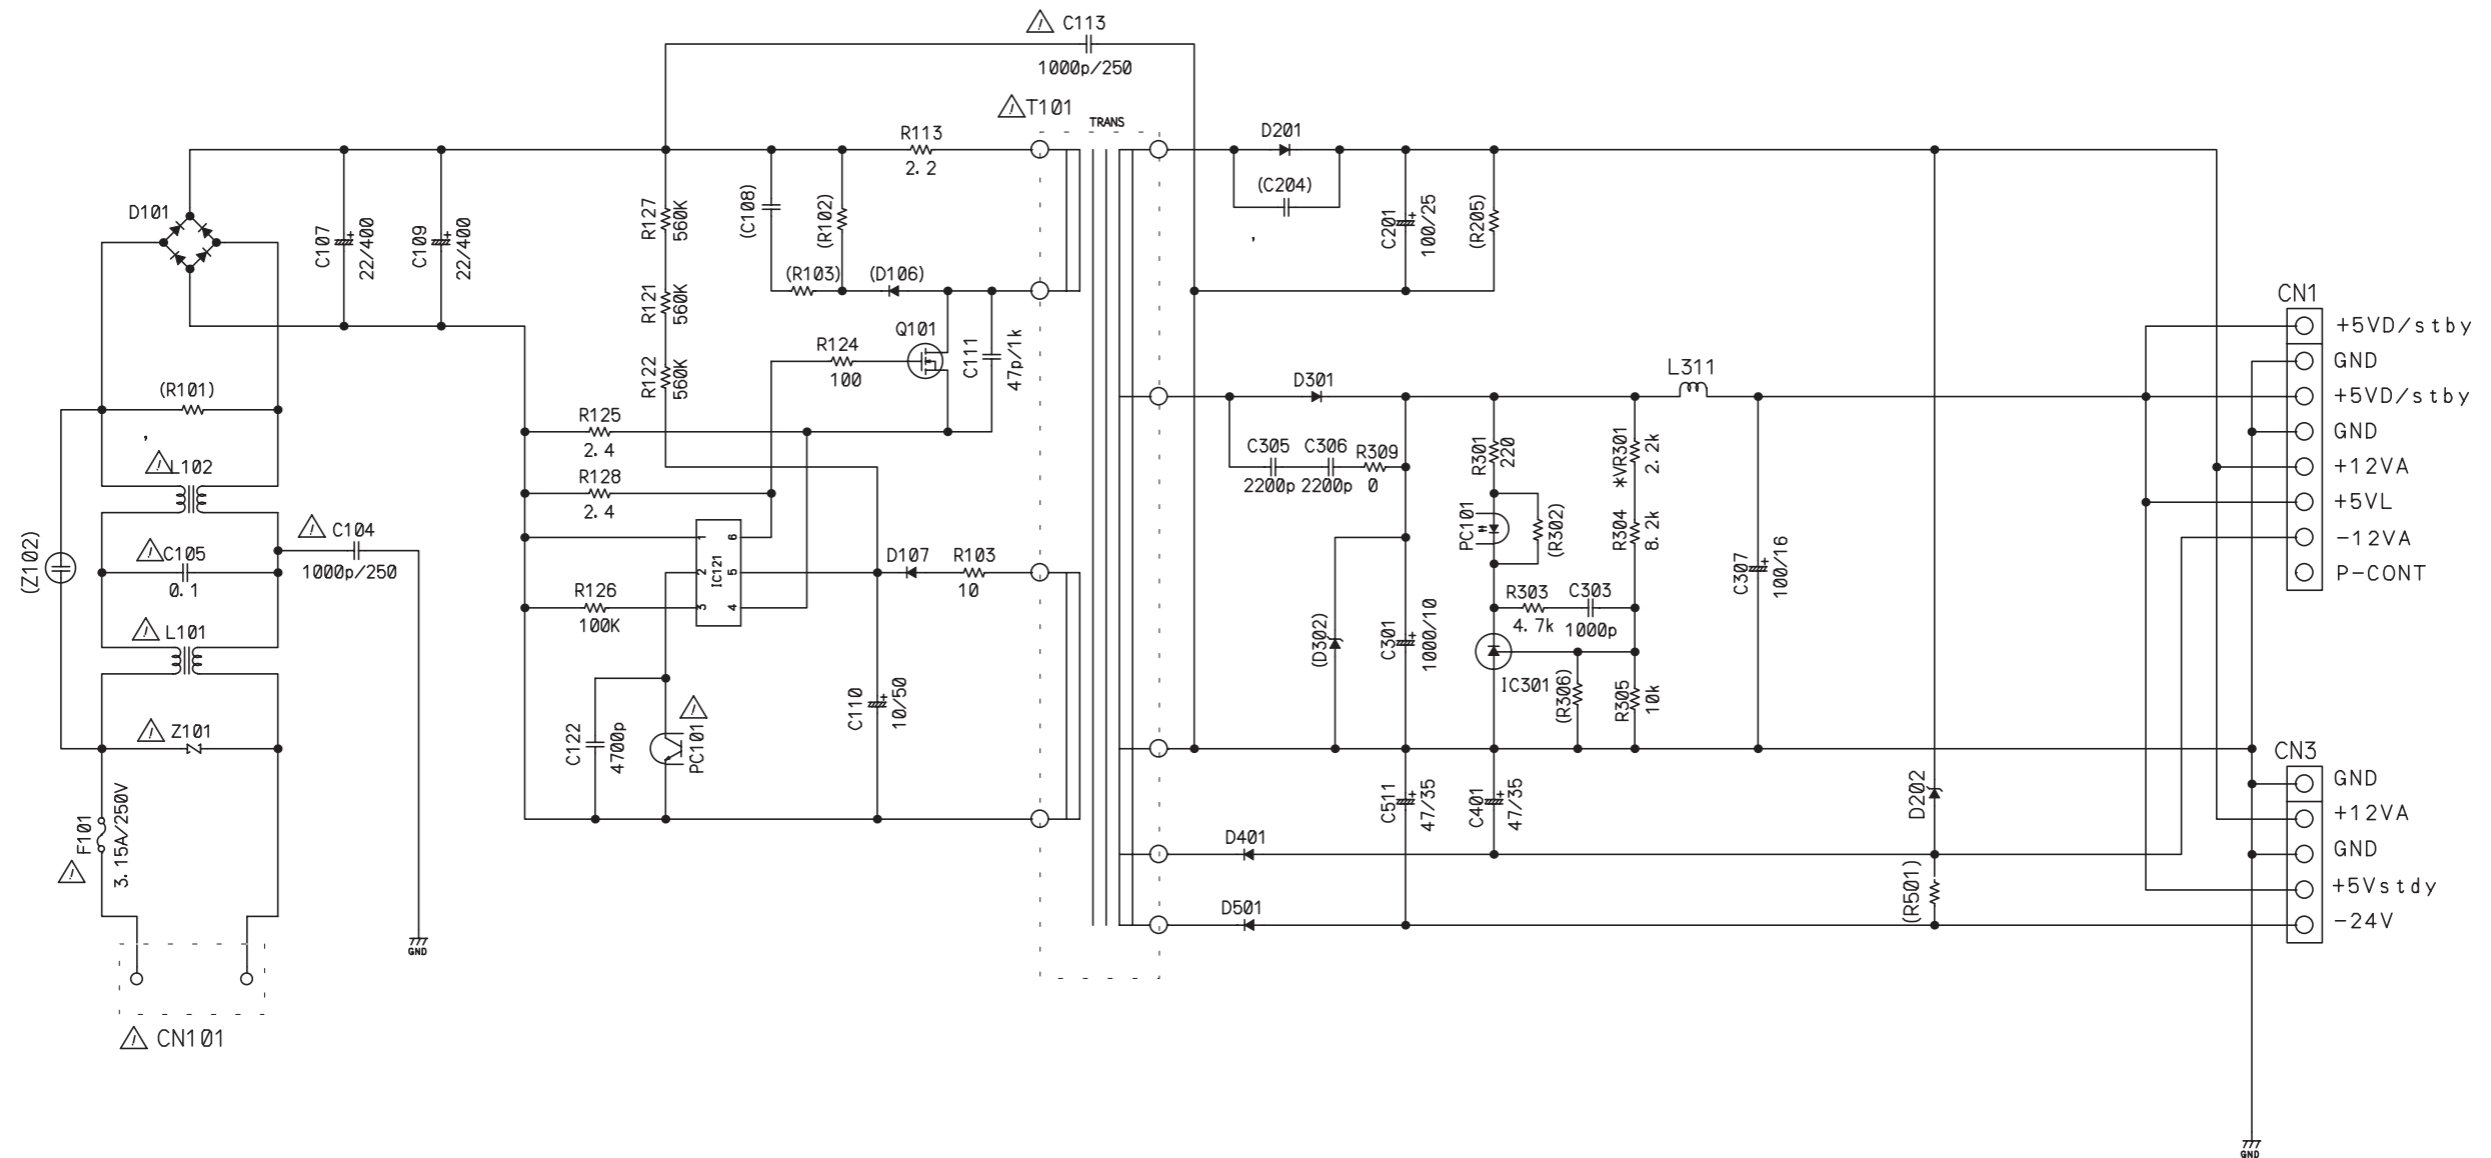 C113
1000p/250
T101
TRANS
R113
2.2
D201
(C204)
D101
C107
22/400
C109
22/400
R127
560K
(C108)
(R102)
C201
100/25
(R205)
(R103)
(D106)
R121
560K
Q101
C111
47p/1k
R124
100
R122
560K
CN1
+5VD/stby
GND
+5VD/stby
GND
+12VA
+5VL
-12VA
P-CONT
D301
L311
(R101)
R125
2.4
C305
2200p
C306
2200p
R309
0
R301
220
*VR301
2.2k
L102
R128
2.4
PC101
(R302)
R304
8.2k
C104
1000p/250
C105
0.1
(Z102)
1
2
3
IC121
6
5
4
D107
R103
10
C307
100/16
R126
100K
R303
4.7k
C303
1000p
L101
(D302)
C301
1000/10
IC301
(R306)
R305
10k
Z101
C122
4700p
PC101
C110
10/50
CN3
GND
+12VA
GND
+5Vstdy
-24V
F101
3.15A/250V
C511
47/35
C401
47/35
D202
D401
(R501)
D501
GND
CN101
GND